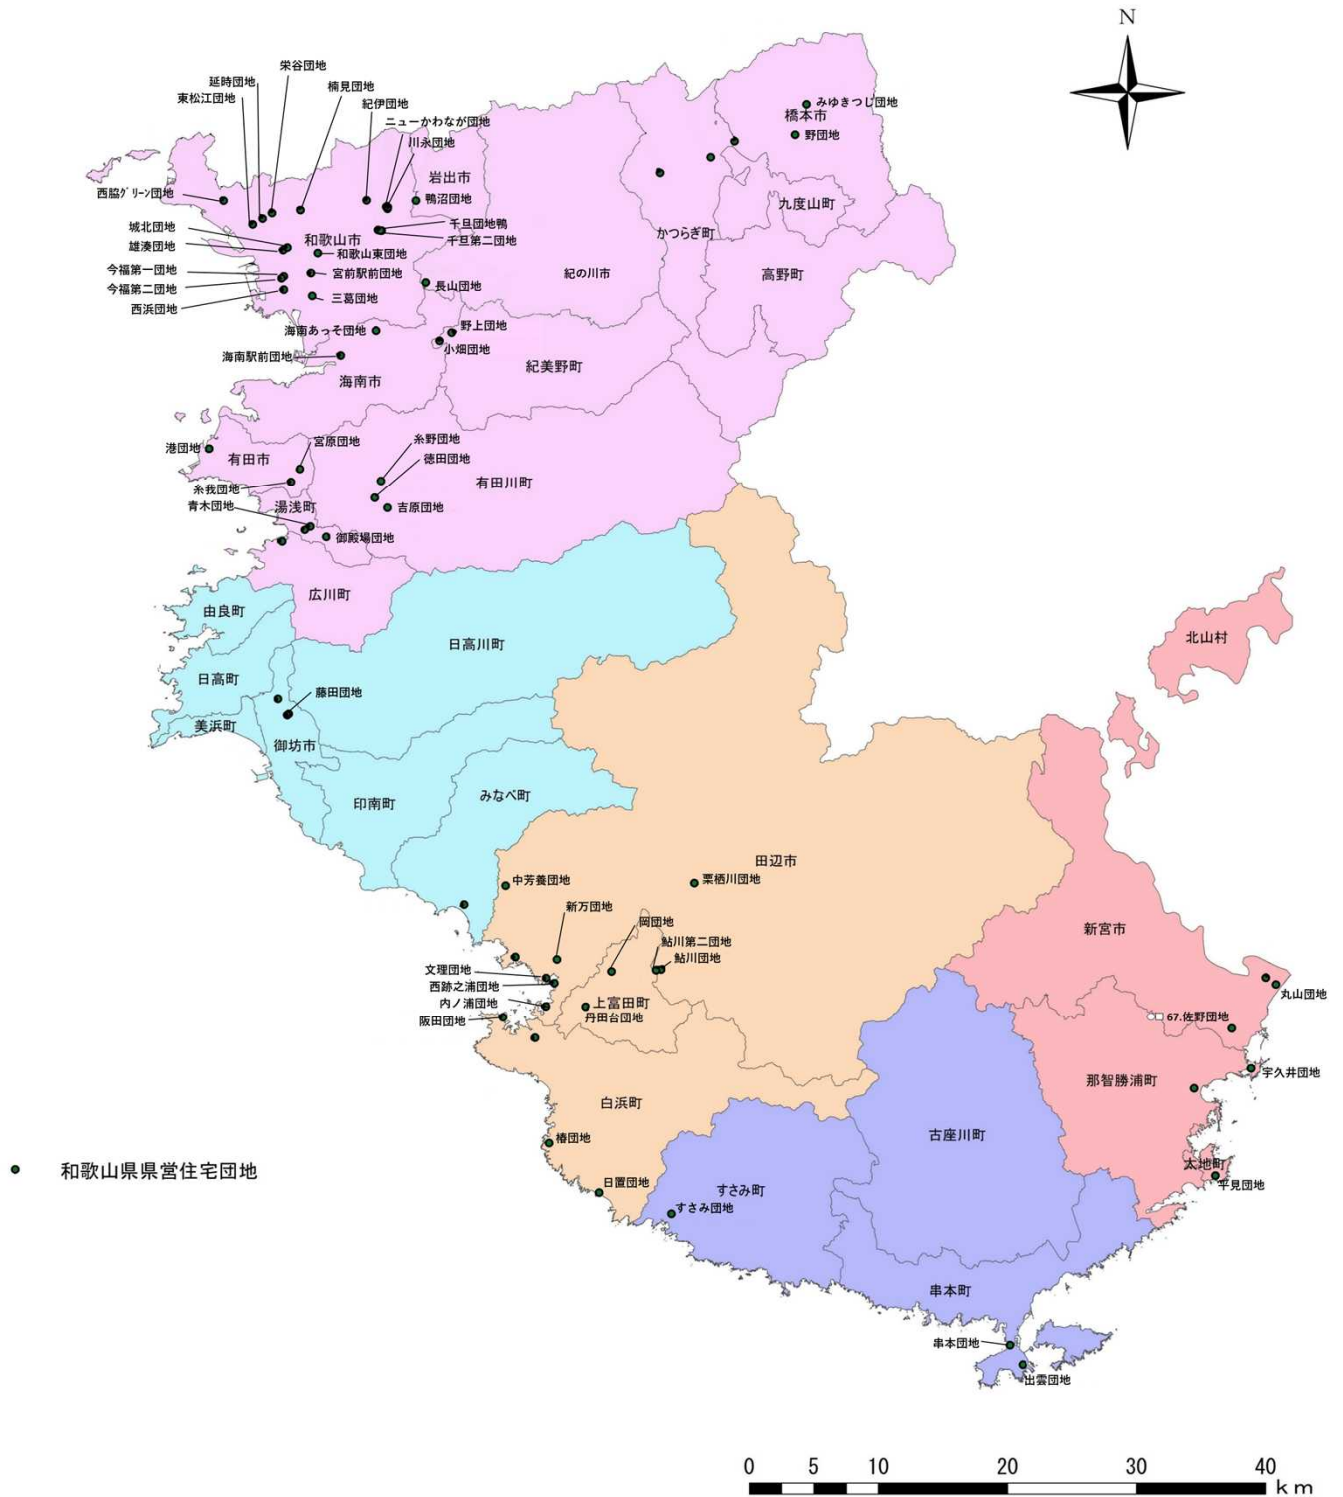 N
栄谷団地
延時団地
東松江団地
楠見団地
紀伊団地
ニューかわなが団地
川永団地
みゆきつじ団地
橋本市
野団地
岩出市
鴨沼団地
西脇グリーン団地
九度山町
城北団地
雄湊団地
和歌山市
千旦団地鴨
千旦第二団地
かつらぎ町
和歌山東団地
今福第一団地
今福第二団地
西浜団地
宮前駅前団地
紀の川市
高野町
長山団地
三葛団地
海南あっそ団地
野上団地
小畑団地
海南駅前団地
紀美野町
海南市
宮原団地
糸野団地
港団地
有田市
徳田団地
有田川町
糸我団地
湯浅町
吉原団地
青木団地
御殿場団地
広川町
由良町
日高川町
北山村
日高町
藤田団地
美浜町
御坊市
印南町
みなべ町
田辺市
中芳養団地
栗栖川団地
新万団地
岡団地
鮎川第二団地
鮎川団地
新宮市
文理団地
西跡之浦団地
内ノ浦団地
阪田団地
上富田町
丹田台団地
丸山団地
67.佐野団地
宇久井団地
那智勝浦町
白浜町
古座川町
椿団地
太地町
平見団地
和歌山県県営住宅団地
日置団地
すさみ町
すさみ団地
串本町
串本団地
出雲団地
0 5 10 20 30 40
km